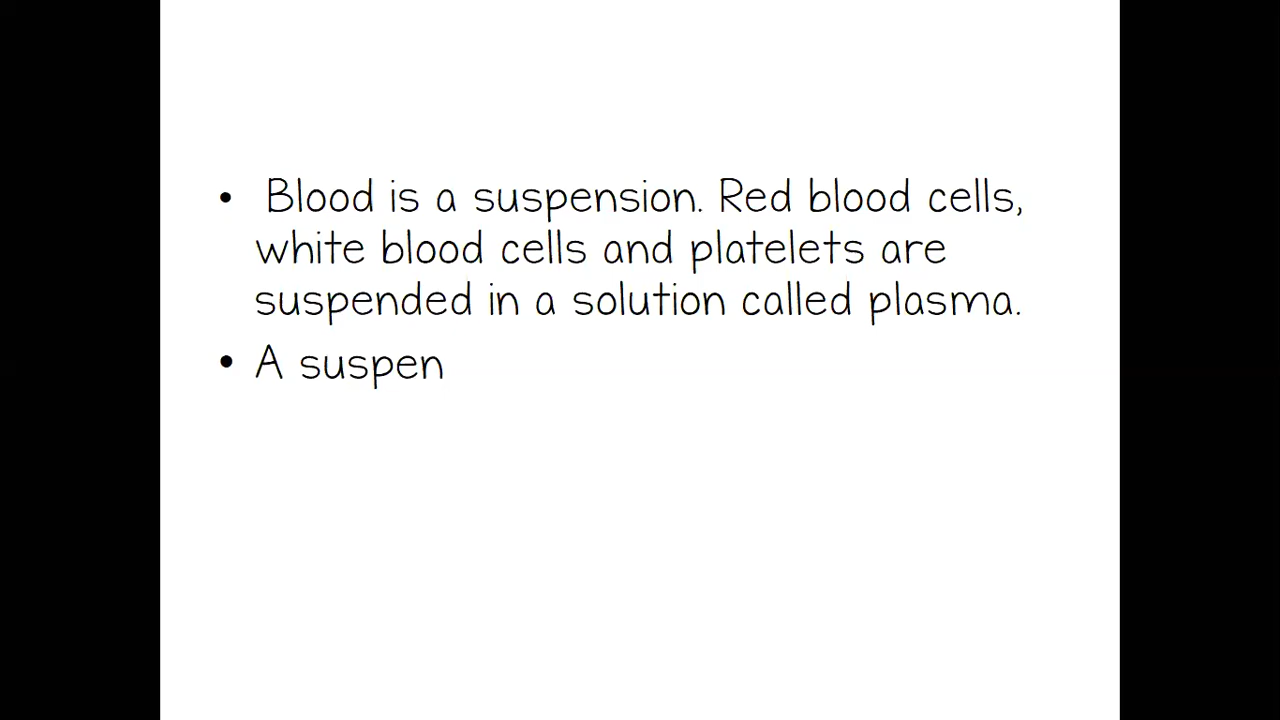 • Blood is a suspension. Red blood cells,
white blood cells and platelets are
suspended in a solution called plasma.
• A suspen